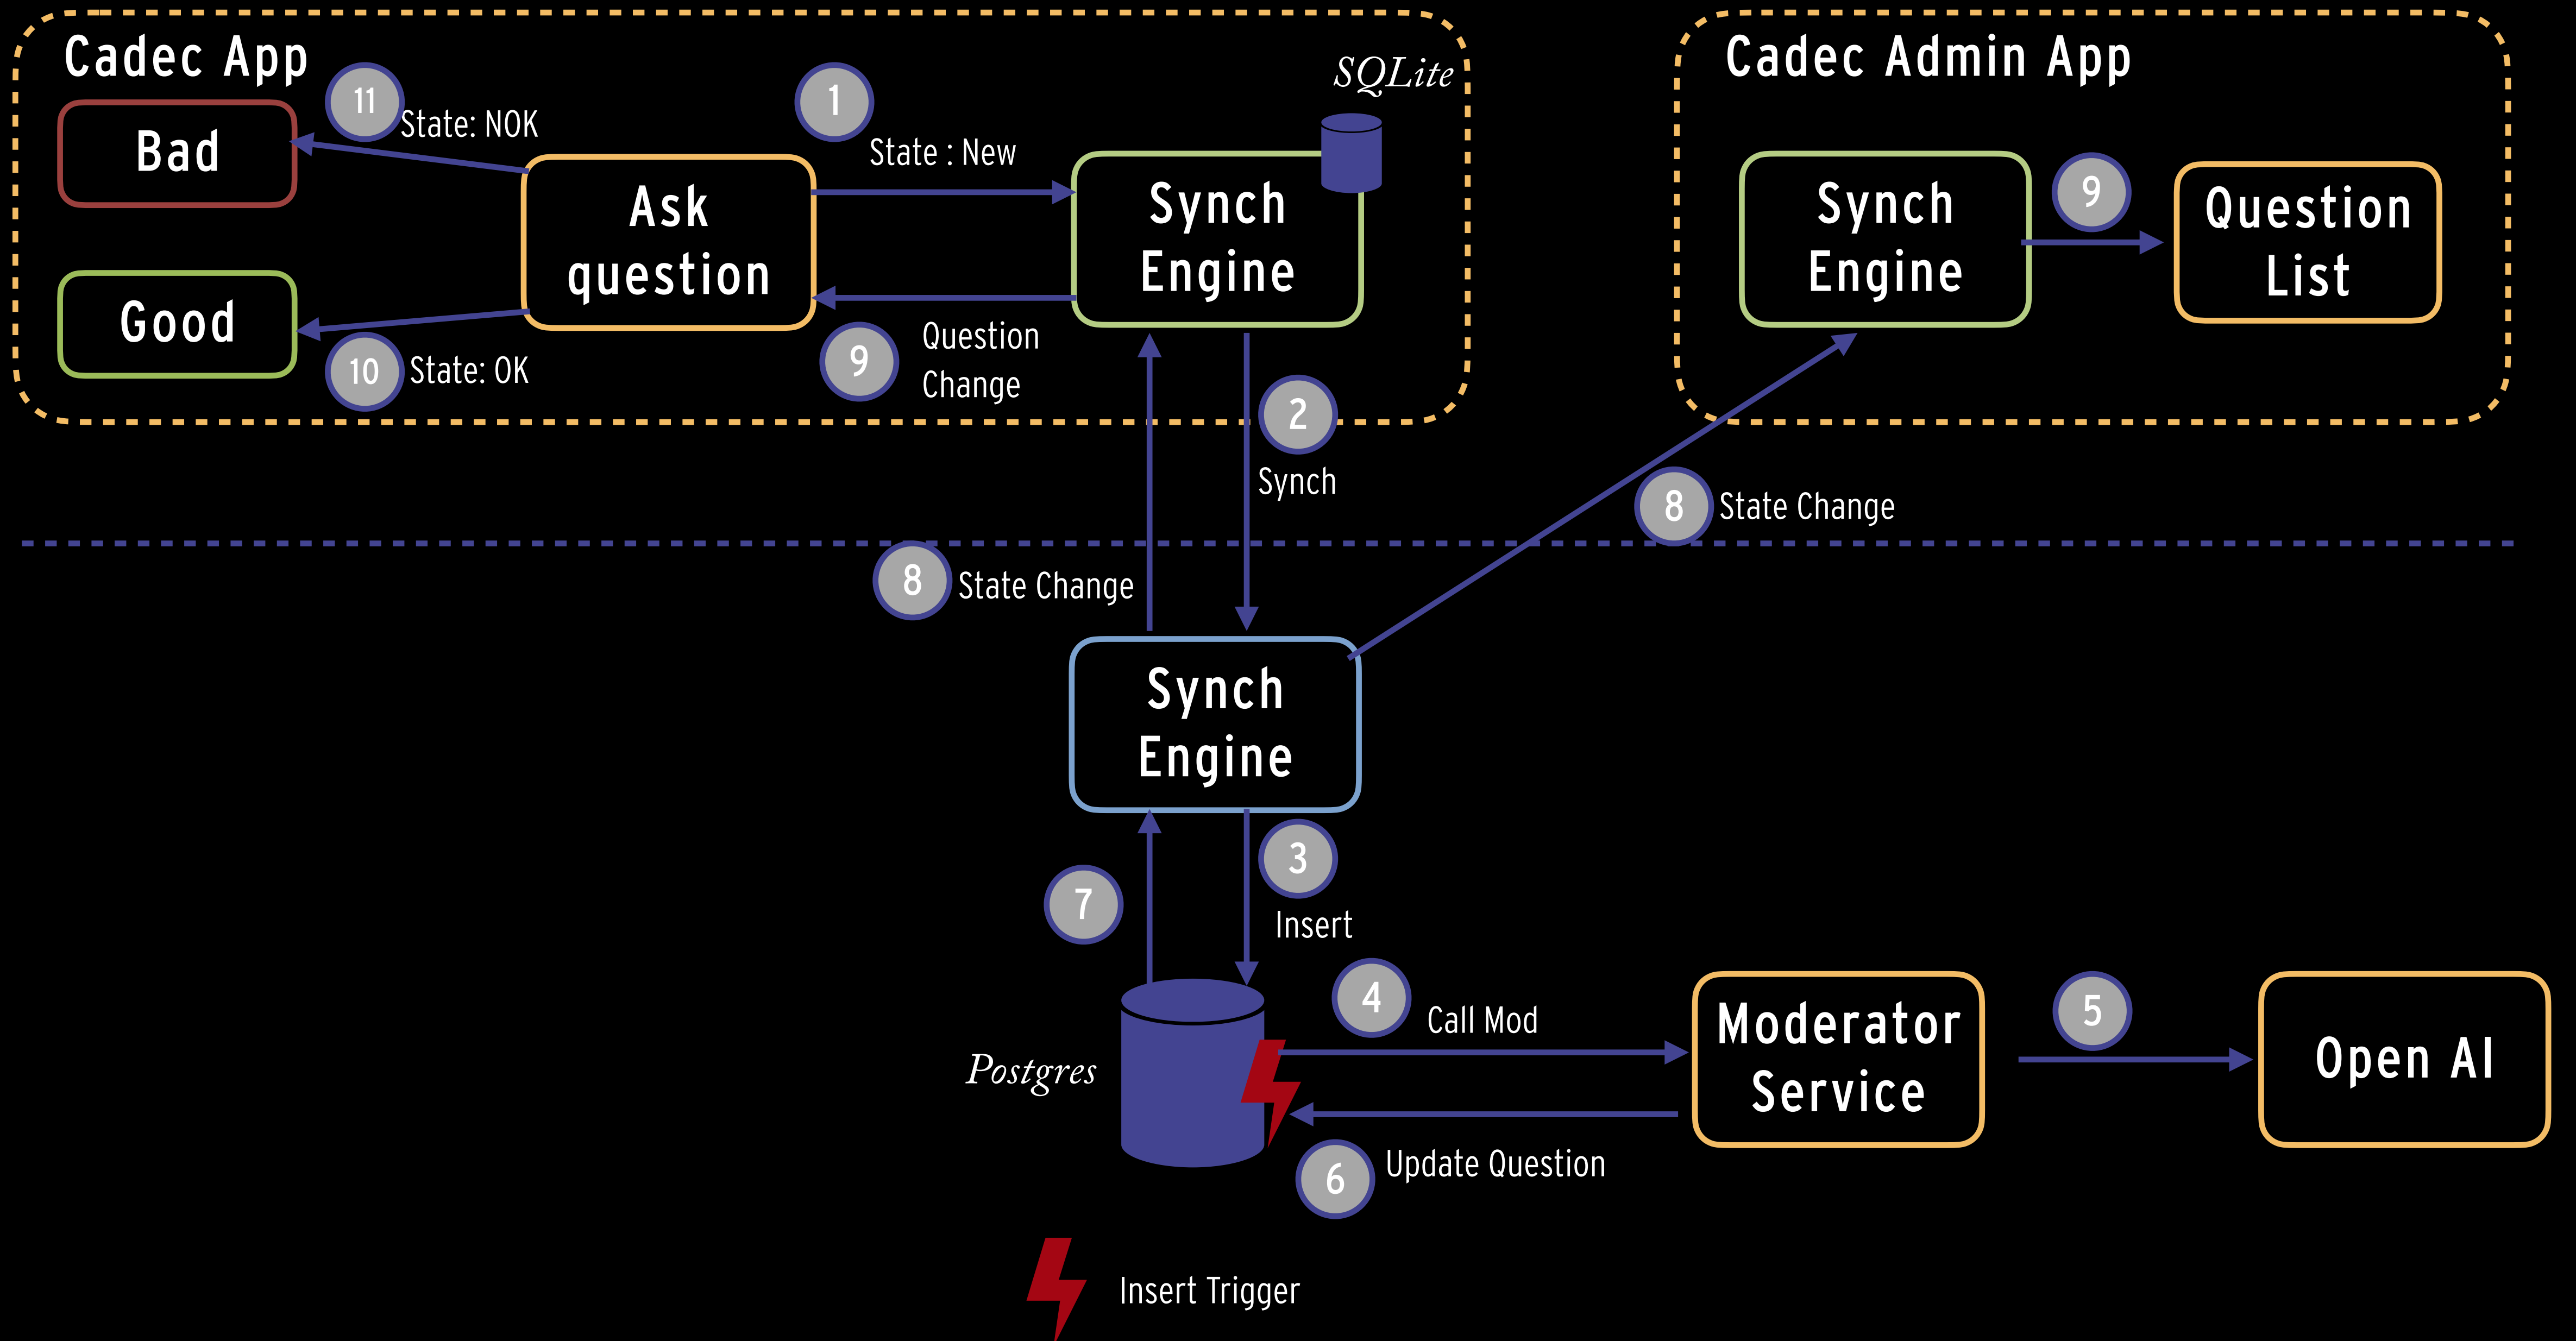 Cadec App
SQLite
Cadec Admin App
11
State: NOK
1
State : New
Bad
Ask
question
Synch
Engine
Synch
Engine
9
Question
List
Good
10
State: OK
9
Question
Change
2
Synch
8
State Change
8
State Change
Synch
Engine
3
Insert
7
Postgres
4
Call Mod
Moderator
Service
5
Open AI
6
Update Question
Insert Trigger